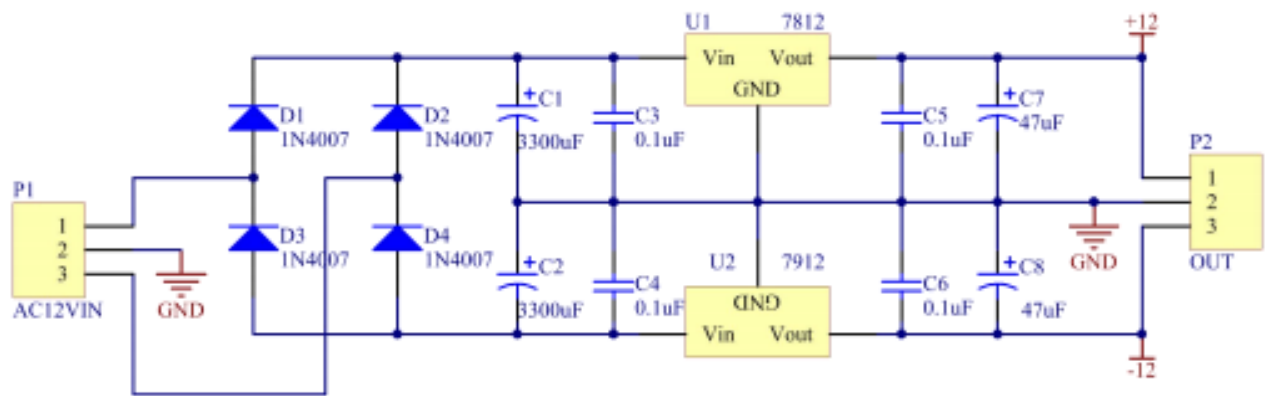 U1 7812
+12
Vin Vout
GND
D1
1N4007
D2
1N4007
+C1
3300uF
C3
0.1uF
C5
0.1uF
+C7
47uF
P2
1
2
3
OUT
P1
1
2
3
AC12VIN
GND
D3
1N4007
D4
1N4007
+C2
3300uF
C4
0.1uF
U2 7912
GND
Vin Vout
C6
0.1uF
+C8
47uF
GND
-12